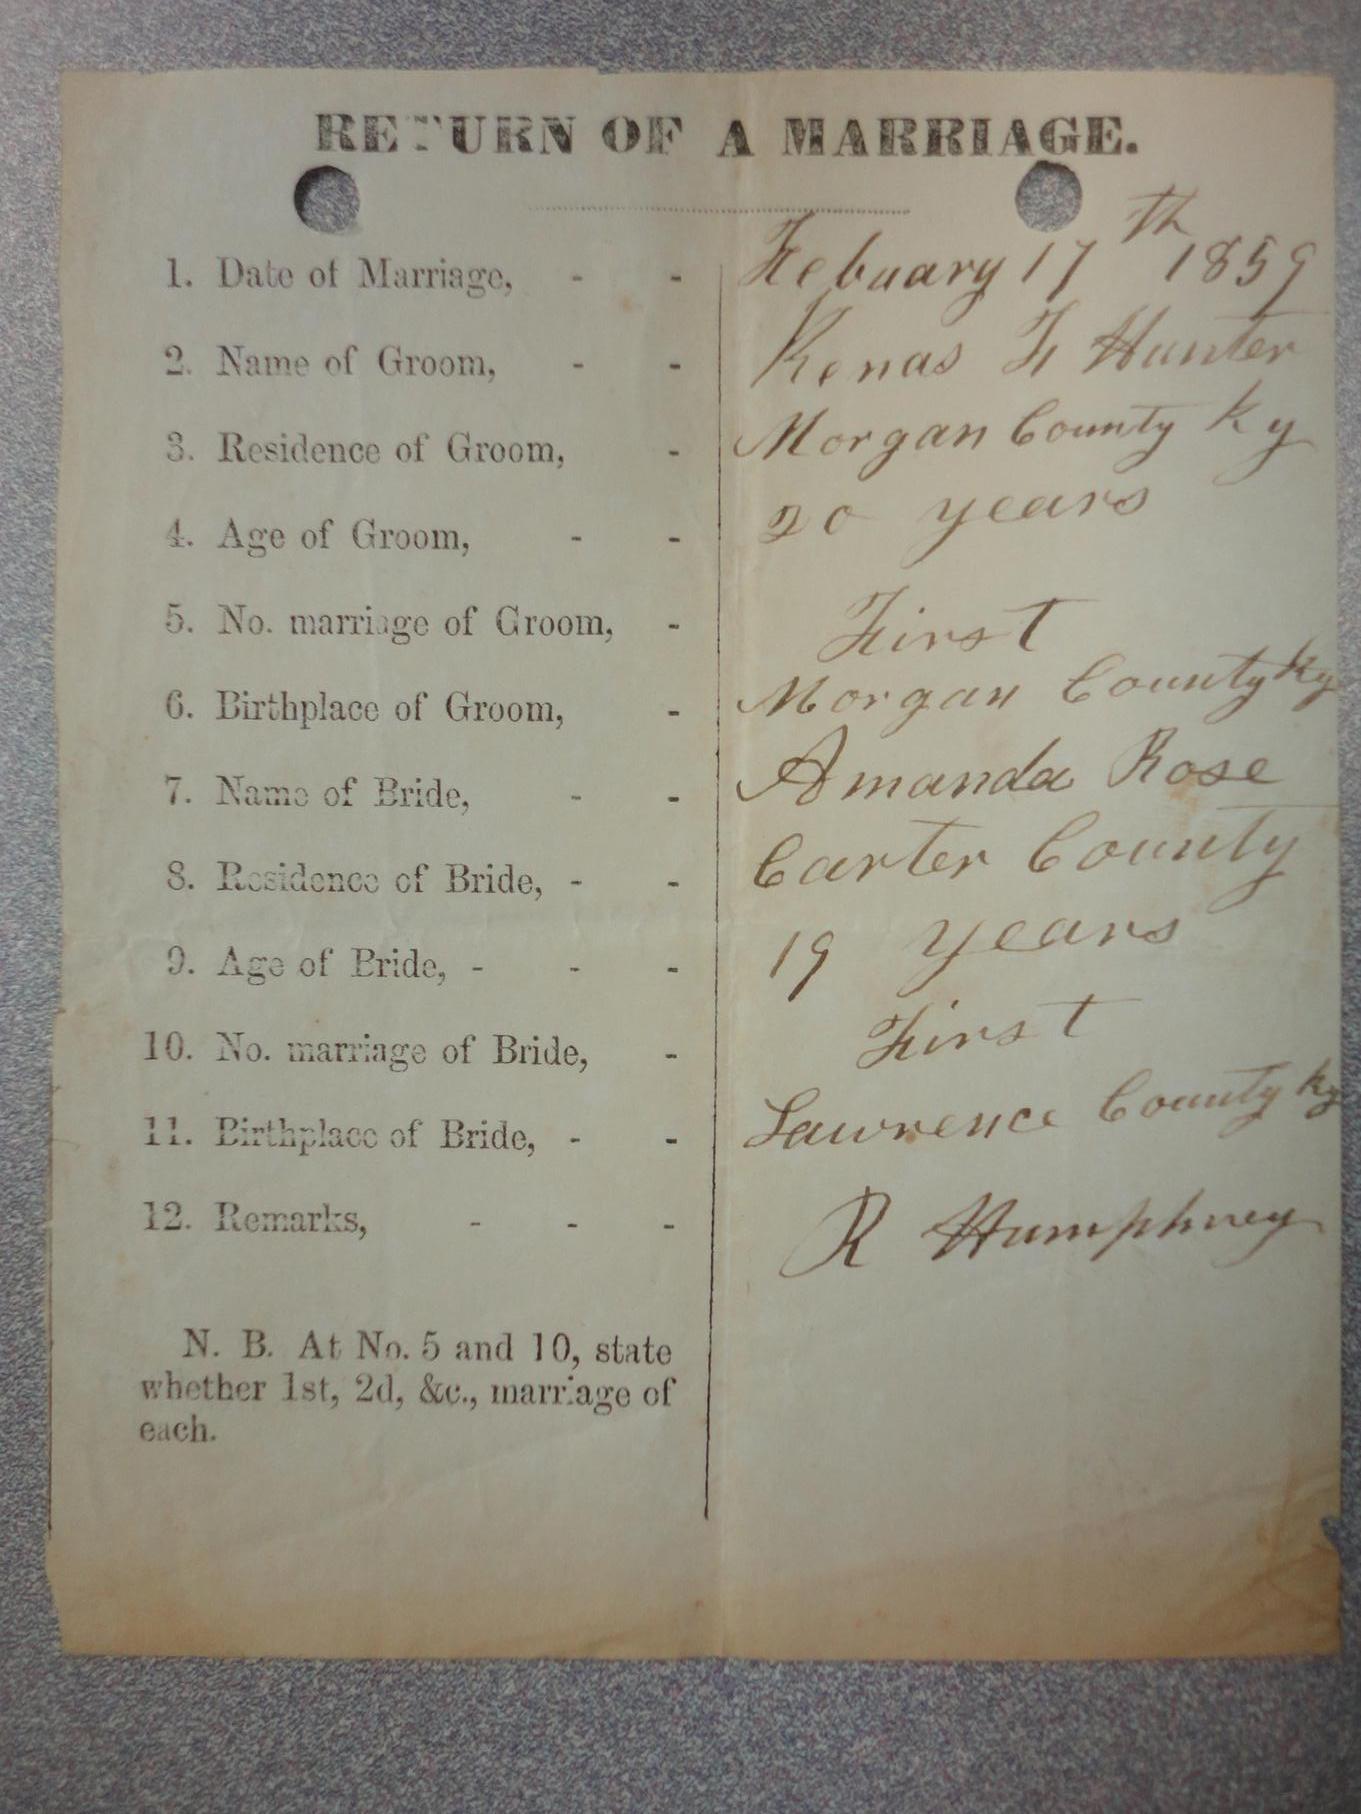 RETURN OF A MARRIAGE.
1. Date of Marriage, - - Febuary 17th 1859
2. Name of Groom, - - Kenas F Hunter
3. Residence of Groom, - Morgan County Ky
4. Age of Groom, - - 20 years
5. No. marriage of Groom, - First
6. Birthplace of Groom, - Morgan County Ky
7. Name of Bride, - - Amanda Rose
8. Residence of Bride, - - Carter County
9. Age of Bride, - - - 19 years
10. No. marriage of Bride, - First
11. Birthplace of Bride, - - Lawrence County Ky
12. Remarks, - - - R Humphrey
N. B. At No. 5 and 10, state
whether 1st, 2d, &c., marriage of
each.